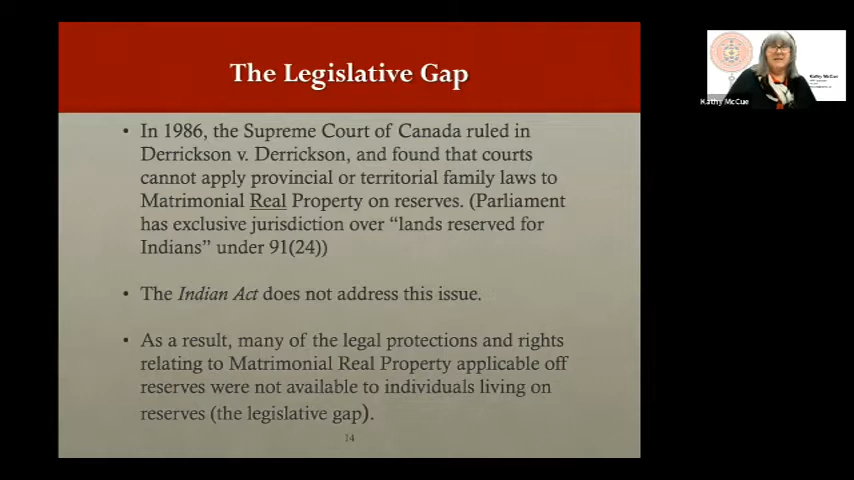 The Legislative Gap
• In 1986, the Supreme Court of Canada ruled in
Derrickson v. Derrickson, and found that courts
cannot apply provincial or territorial family laws to
Matrimonial Real Property on reserves. (Parliament
has exclusive jurisdiction over “lands reserved for
Indians” under 91(24))
• The Indian Act does not address this issue.
• As a result, many of the legal protections and rights
relating to Matrimonial Real Property applicable off
reserves were not available to individuals living on
reserves (the legislative gap).
14
Kathy McCue
Kathy McCue